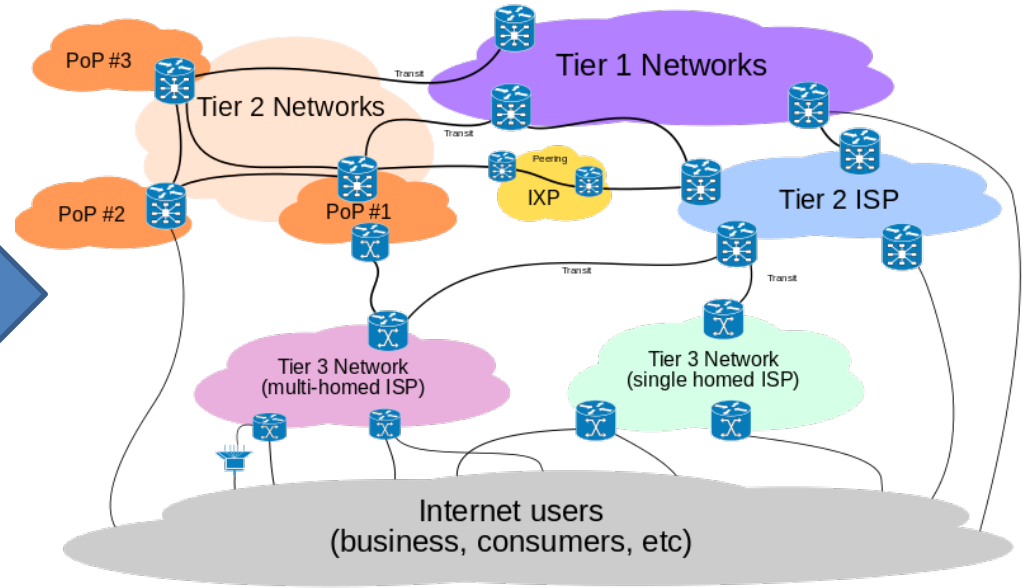 PoP #3
Transit
Tier 1 Networks
Tier 2 Networks
Transit
Peering
IXP
Tier 2 ISP
PoP #2
PoP #1
Transit
Transit
Tier 3 Network
(multi-homed ISP)
Tier 3 Network
(single homed ISP)
Internet users
(business, consumers, etc)